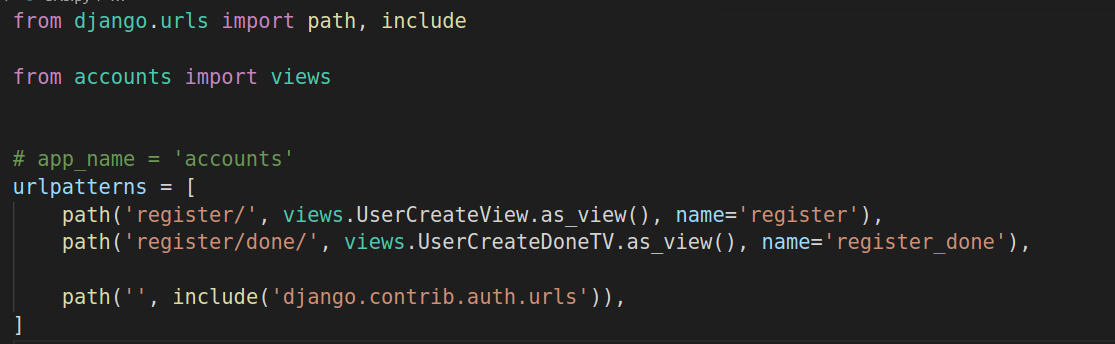 from django.urls import path, include
from accounts import views
# app_name = 'accounts'
urlpatterns = [
    path('register/', views.UserCreateView.as_view(), name='register'),
    path('register/done/', views.UserCreateDoneTV.as_view(), name='register_done'),
    path('', include('django.contrib.auth.urls')),
]